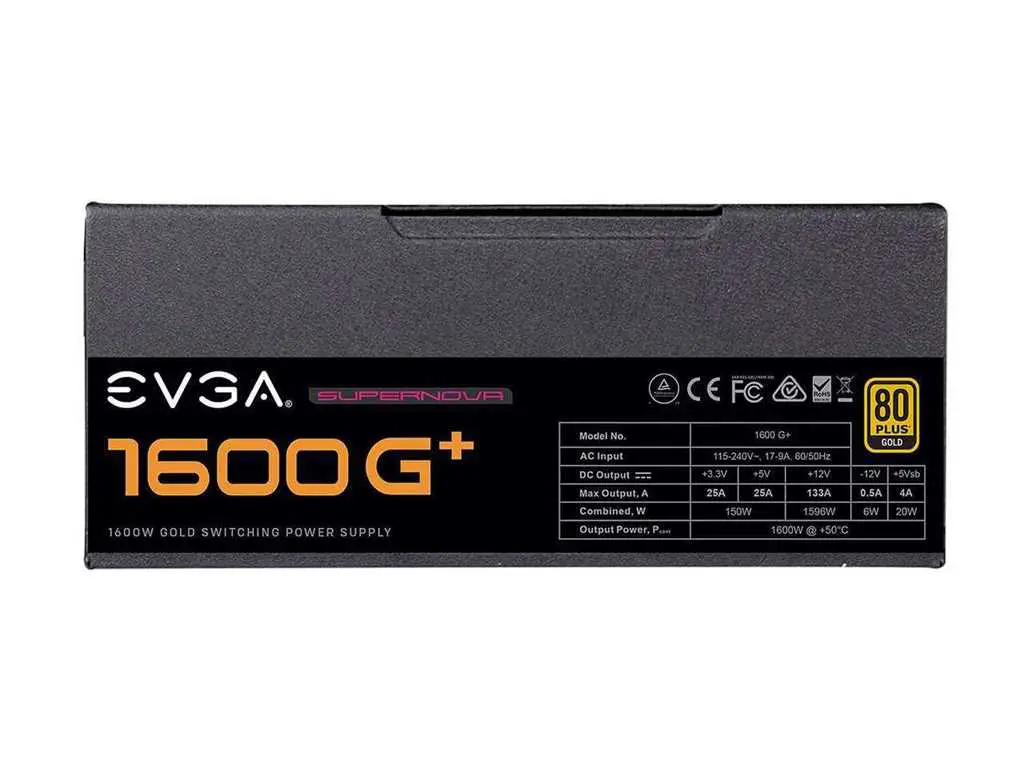 EVGA® SUPERNOVA
1600 G+
1600W GOLD SWITCHING POWER SUPPLY
CE FC RoHS
80
PLUS
GOLD
Model No. 1600 G+
AC Input 115-240V~, 17-9A, 60/50Hz
DC Output +3.3V +5V +12V -12V +5Vsb
Max Output, A 25A 25A 133A 0.5A 4A
Combined, W 150W 1596W 6W 20W
Output Power, Pcont 1600W @ +50°C